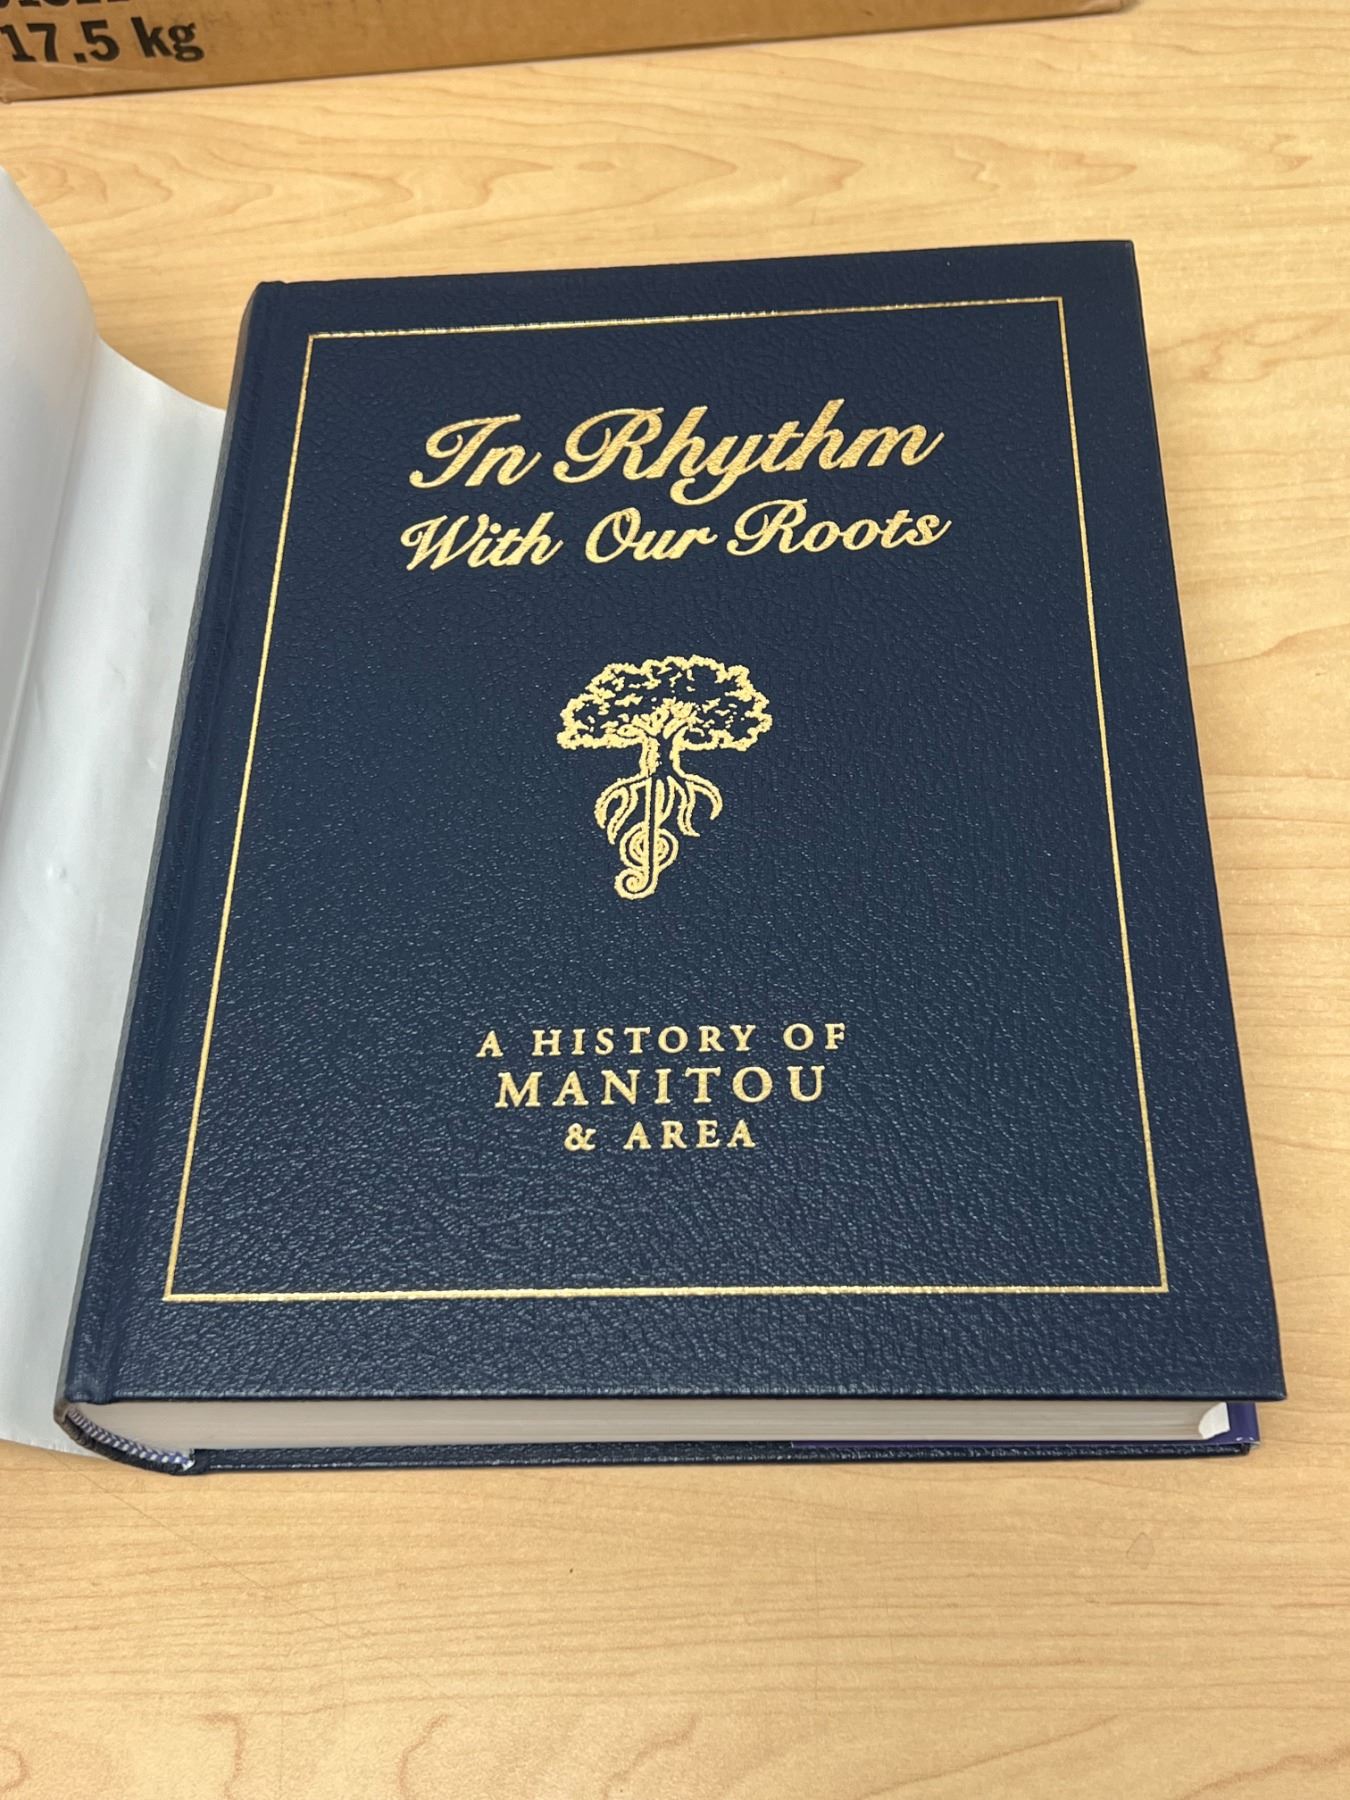 17.5 kg
In Rhythm
With Our Roots
A HISTORY OF
MANITOU
& AREA